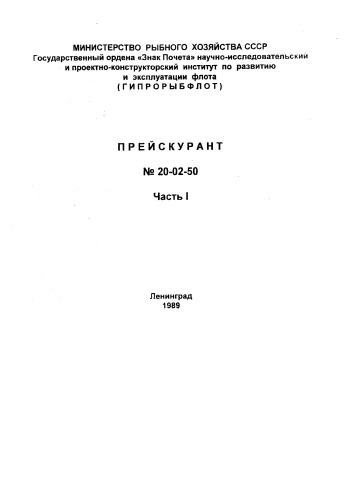 МИНИСТЕРСТВО РЫБНОГО ХОЗЯЙСТВА СССР
Государственный ордена «Знак Почета» научно-исследовательский
и проектно-конструкторский институт по развитию
и эксплуатации флота
(ГИПРОРЫБФЛОТ)
ПРЕЙСКУРАНТ
№ 20-02-50
Часть I
Ленинград
1989